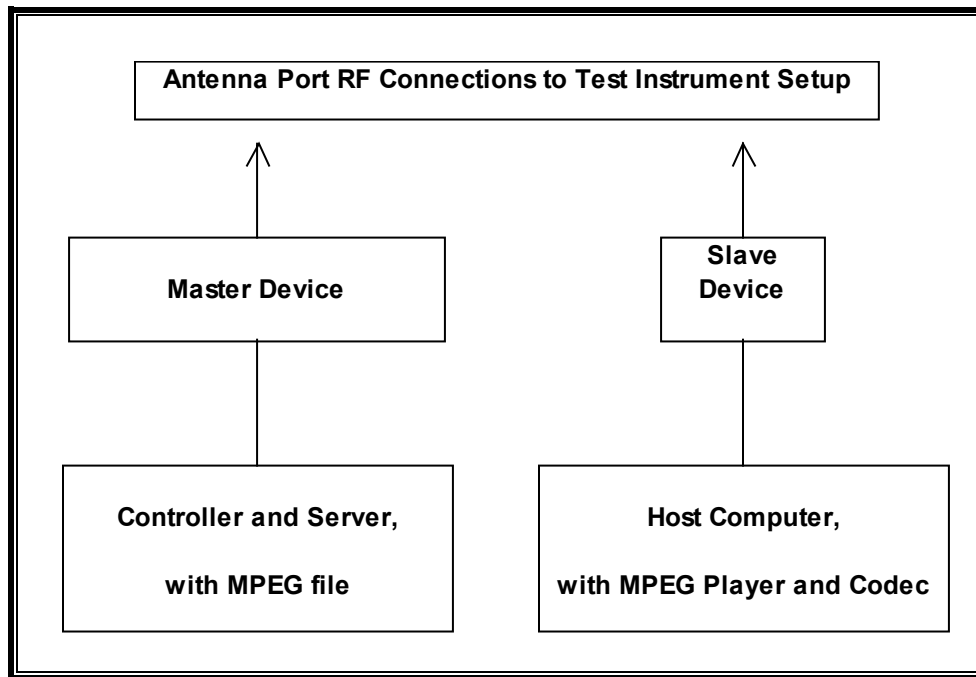 Antenna Port RF Connections to Test Instrument Setup
Master Device
Slave
Device
Controller and Server,
with MPEG file
Host Computer,
with MPEG Player and Codec